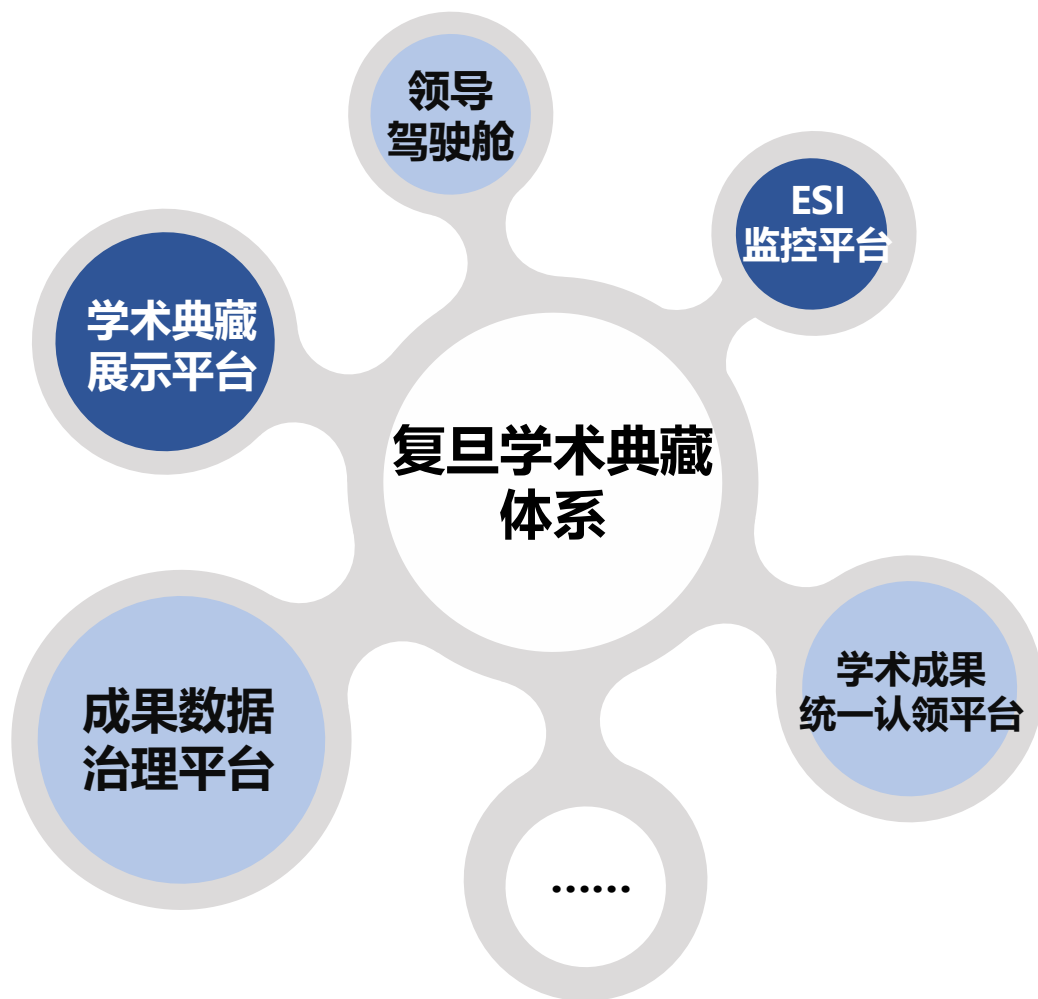 领导
驾驶舱
ESI
监控平台
学术典藏
展示平台
复旦学术典藏
体系
学术成果
统一认领平台
成果数据
治理平台
......